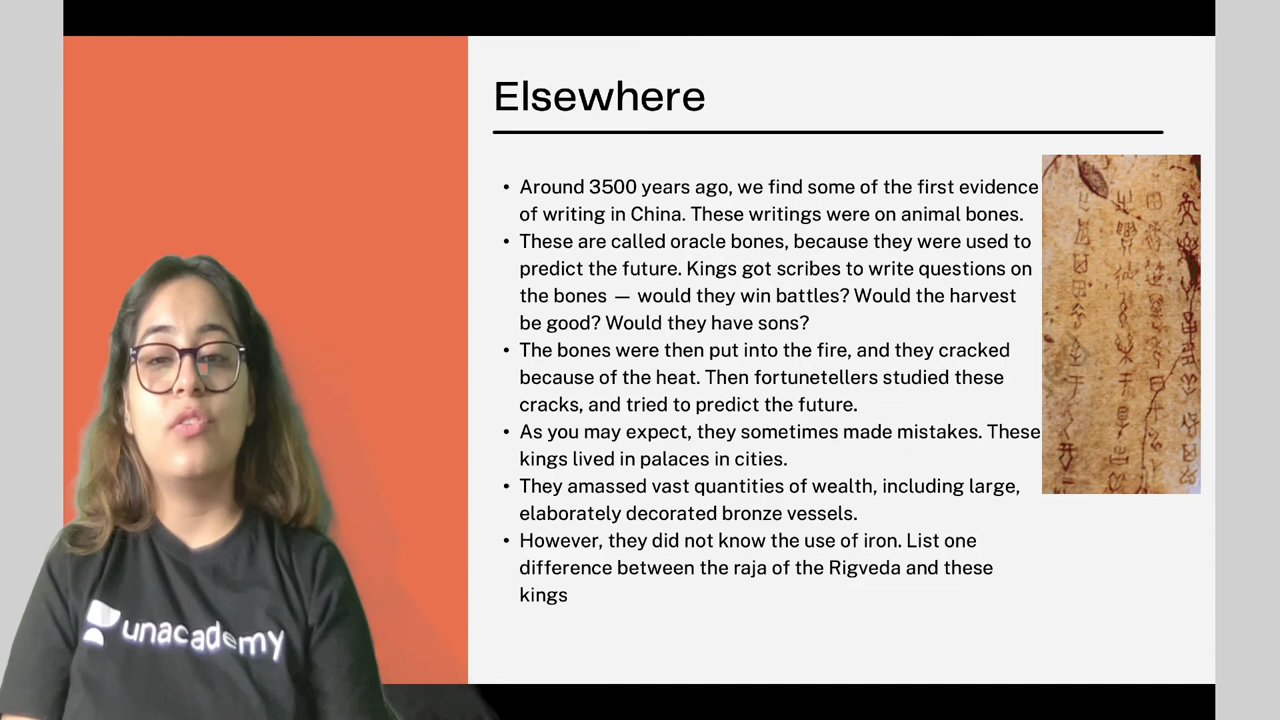 Elsewhere
• Around 3500 years ago, we find some of the first evidence
of writing in China. These writings were on animal bones.
• These are called oracle bones, because they were used to
predict the future. Kings got scribes to write questions on
the bones — would they win battles? Would the harvest
be good? Would they have sons?
• The bones were then put into the fire, and they cracked
because of the heat. Then fortunetellers studied these
cracks, and tried to predict the future.
• As you may expect, they sometimes made mistakes. These
kings lived in palaces in cities.
• They amassed vast quantities of wealth, including large,
elaborately decorated bronze vessels.
• However, they did not know the use of iron. List one
difference between the raja of the Rigveda and these
kings
unacademy